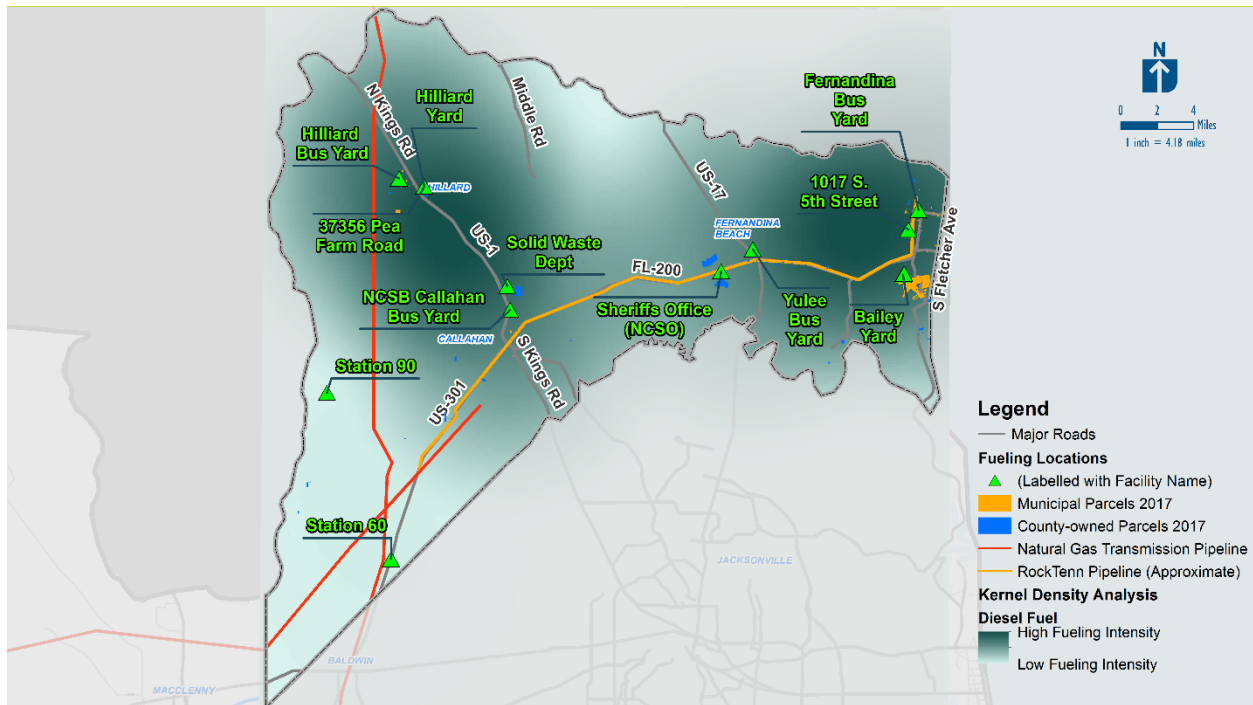 N
0 2 4
Miles
1 inch = 4.18 miles
Fernandina
Bus
Yard
Hilliard
Yard
N Kings Rd
Middle Rd
Hilliard
Bus Yard
HILLIARD
US-17
1017 S.
5th Street
37356 Pea
Farm Road
US-1
Solid Waste
Dept
FERNANDINA
BEACH
FL-200
S Fletcher Ave
NCSB Callahan
Bus Yard
Sheriffs Office
(NCSO)
Yulee
Bus
Yard
Bailey
Yard
CALLAHAN
S Kings Rd
Station 90
US-301
Station 60
JACKSONVILLE
BALDWIN
MACCLENNY
Legend
Major Roads
Fueling Locations
(Labelled with Facility Name)
Municipal Parcels 2017
County-owned Parcels 2017
Natural Gas Transmission Pipeline
RockTenn Pipeline (Approximate)
Kernel Density Analysis
Diesel Fuel
High Fueling Intensity
Low Fueling Intensity